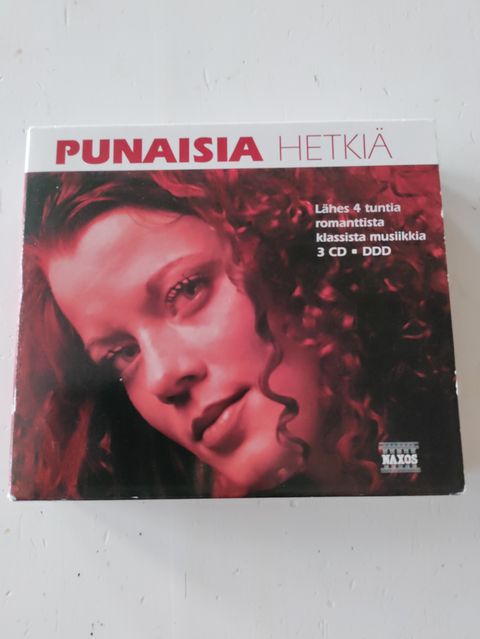 PUNAISIA HETKIÄ
Lähes 4 tuntia
romanttista
klassista musiikkia
3 CD ▪ DDD
NAXOS